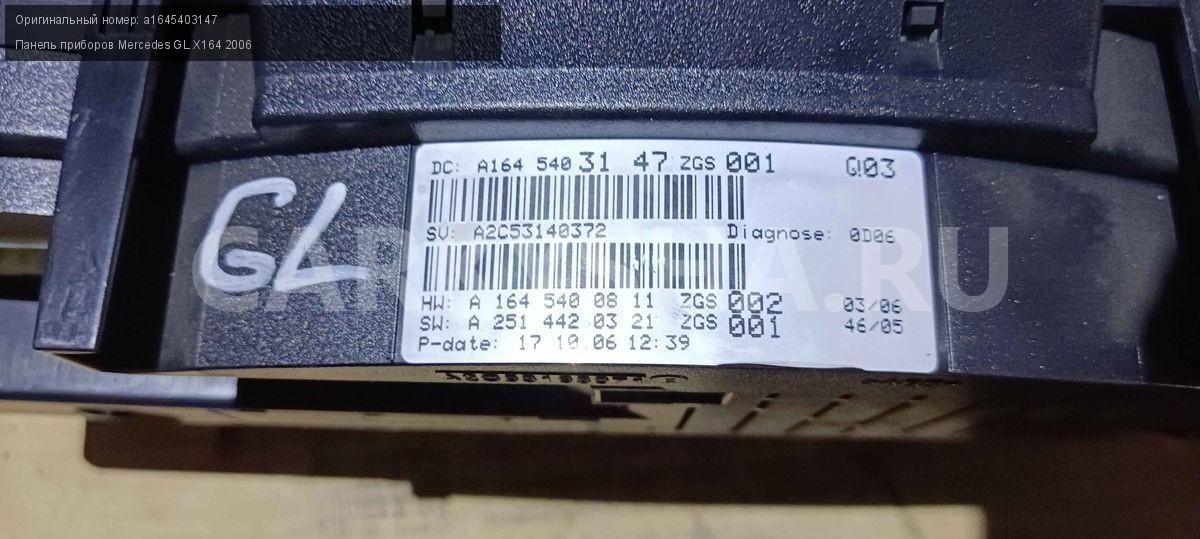 Оригинальный номер: a1645403147
Панель приборов Mercedes GL X164 2006
GL
DC: A164 540 31 47 ZGS 001 Q03
SV: A2C53140372 Diagnose: 0D06
HW: A 164 540 08 11 ZGS 002 03/06
SW: A 251 442 03 21 ZGS 001 46/05
P-date: 17 10.06 12:39